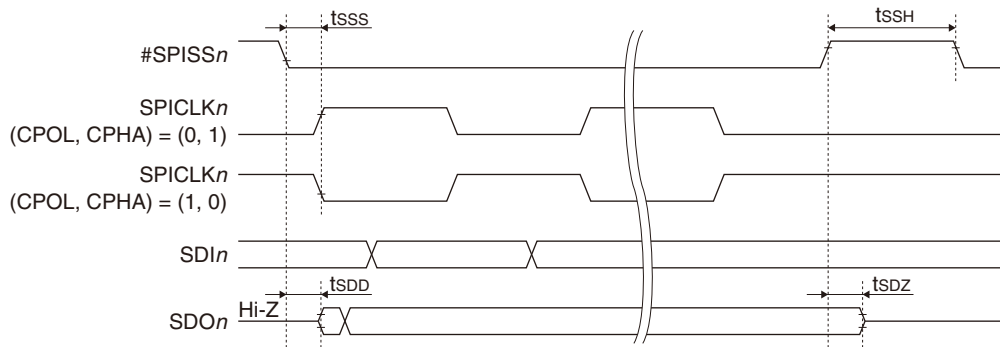 tSSS
tSSH
#SPISSn
SPICLKn
(CPOL, CPHA) = (0, 1)
SPICLKn
(CPOL, CPHA) = (1, 0)
SDIn
tSDD
tSDZ
Hi-Z
SDOn